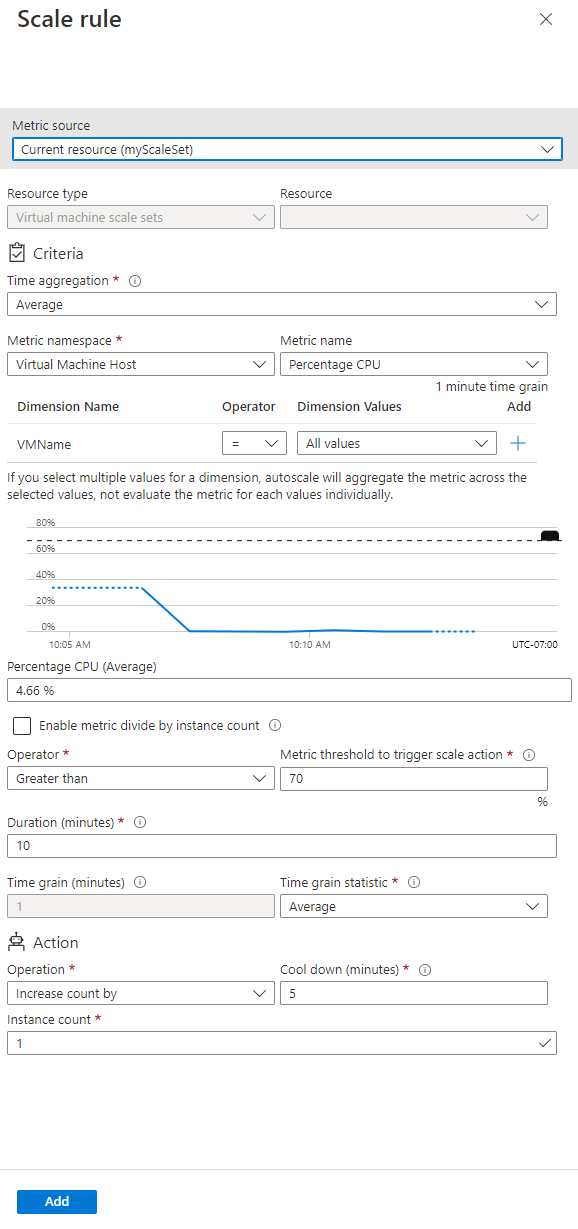 Scale rule
Metric source
Current resource (myScaleSet)
Resource type
Resource
Virtual machine scale sets
Criteria
Time aggregation *
Average
Metric namespace *
Metric name
Virtual Machine Host
Percentage CPU
1 minute time grain
Dimension Name
Operator
Dimension Values
Add
VMName
=
All values
If you select multiple values for a dimension, autoscale will aggregate the metric across the
selected values, not evaluate the metric for each values individually.
80%
60%
40%
20%
0%
10:05 AM
10:10 AM
UTC-07:00
Percentage CPU (Average)
4.66 %
Enable metric divide by instance count
Operator *
Metric threshold to trigger scale action *
Greater than
70
%
Duration (minutes) *
10
Time grain (minutes)
Time grain statistic *
1
Average
Action
Operation *
Cool down (minutes) *
Increase count by
5
Instance count *
1
Add